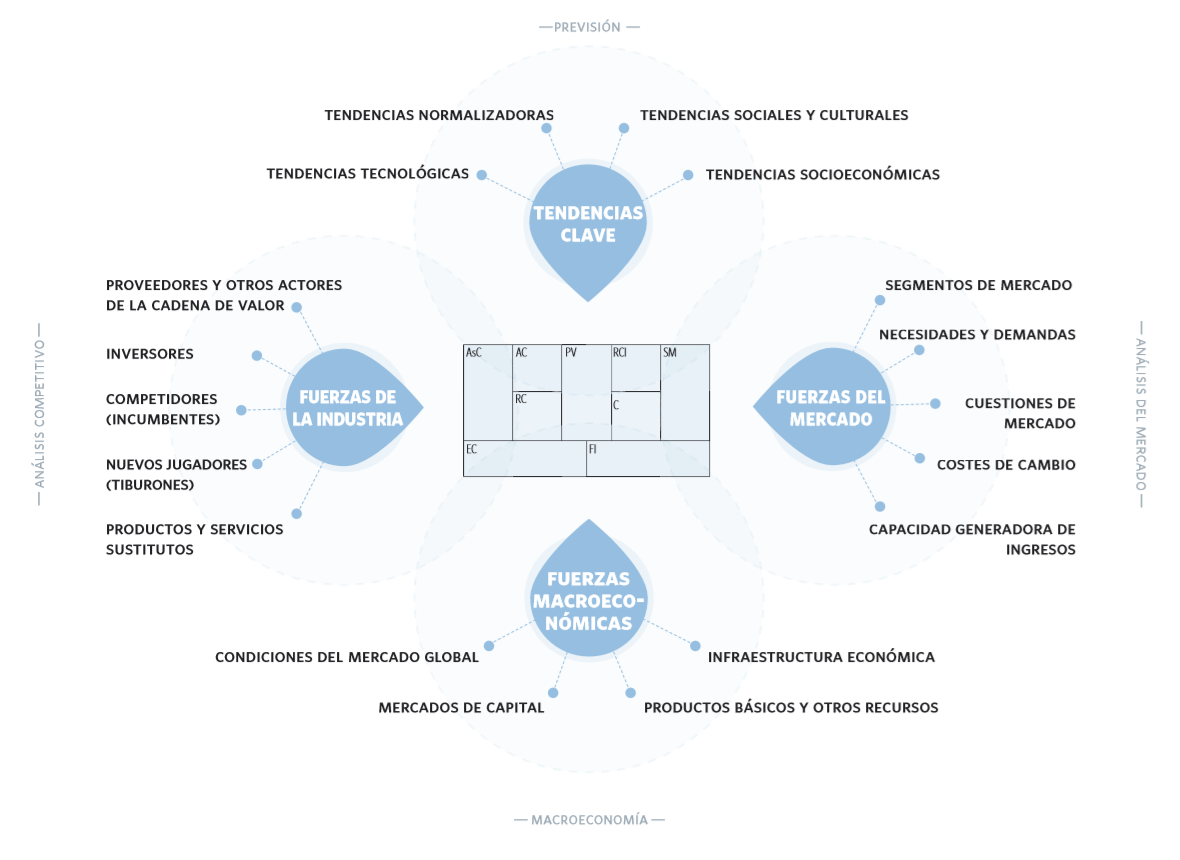 — PREVISIÓN —
TENDENCIAS NORMALIZADORAS
TENDENCIAS SOCIALES Y CULTURALES
TENDENCIAS TECNOLÓGICAS
TENDENCIAS SOCIOECONÓMICAS
TENDENCIAS
CLAVE
— ANÁLISIS COMPETITIVO —
PROVEEDORES Y OTROS ACTORES
DE LA CADENA DE VALOR
INVERSORES
COMPETIDORES
(INCUMBENTES)
NUEVOS JUGADORES
(TIBURONES)
PRODUCTOS Y SERVICIOS
SUSTITUTOS
FUERZAS DE
LA INDUSTRIA
AsC
AC
PV
RCl
SM
RC
C
EC
FI
FUERZAS DEL
MERCADO
SEGMENTOS DE MERCADO
NECESIDADES Y DEMANDAS
CUESTIONES DE
MERCADO
COSTES DE CAMBIO
CAPACIDAD GENERADORA DE
INGRESOS
— ANÁLISIS DEL MERCADO —
FUERZAS
MACROECO-
NÓMICAS
CONDICIONES DEL MERCADO GLOBAL
INFRAESTRUCTURA ECONÓMICA
MERCADOS DE CAPITAL
PRODUCTOS BÁSICOS Y OTROS RECURSOS
— MACROECONOMÍA —